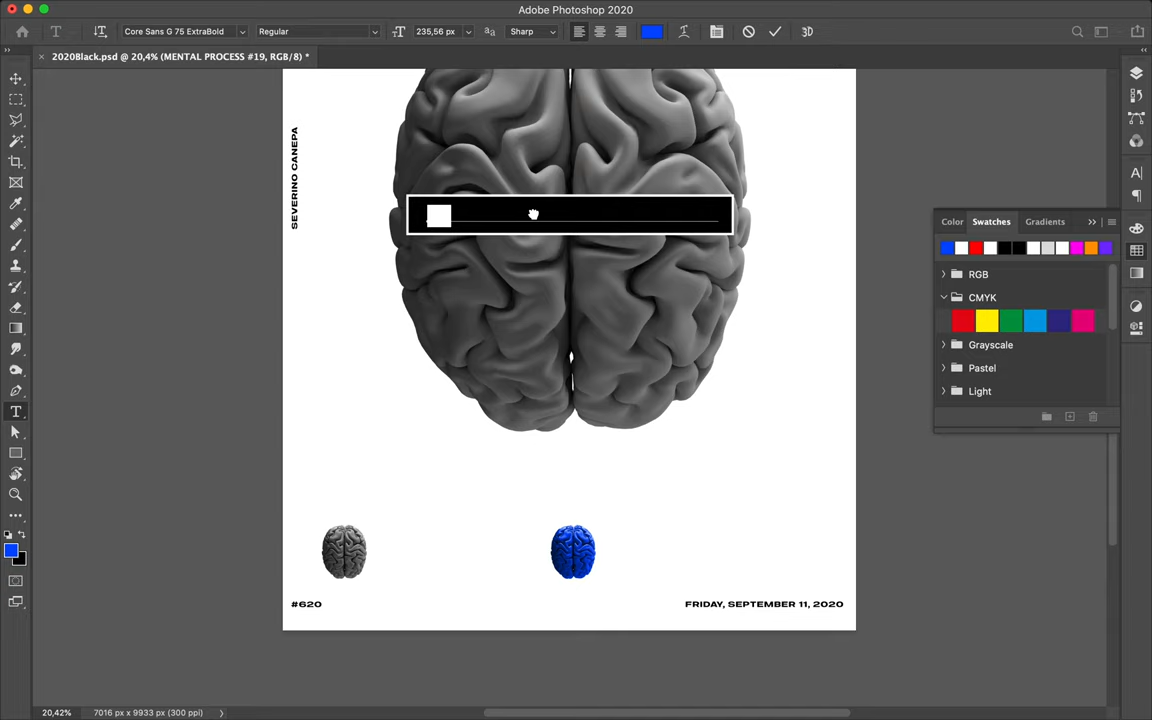 Adobe Photoshop 2020
Core Sans G 75 ExtraBold
Regular
235,56 px
Sharp
3D
2020Black.psd @ 20,4% (MENTAL PROCESS #19, RGB/8) *
SEVERINO CANEPA
Color
Swatches
Gradients
RGB
CMYK
Grayscale
Pastel
Light
#620
FRIDAY, SEPTEMBER 11, 2020
20,42%
7016 px x 9933 px (300 ppi)